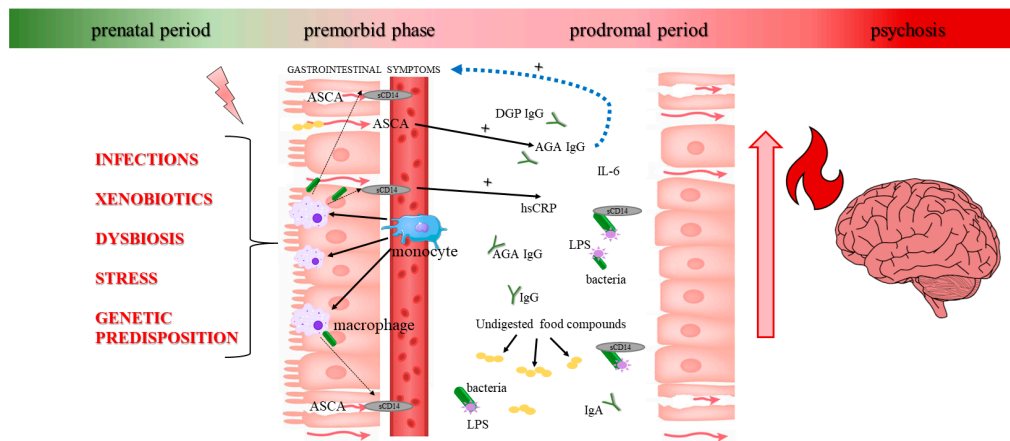 prenatal period
premorbid phase
prodromal period
psychosis
GASTROINTESTINAL SYMPTOMS
ASCA
sCD14
ASCA
DGP IgG
+
+
AGA IgG
INFECTIONS
XENOBIOTICS
DYSBIOSIS
STRESS
GENETIC
PREDISPOSITION
IL-6
sCD14
+
hsCRP
sCD14
LPS
bacteria
monocyte
AGA IgG
IgG
macrophage
Undigested food compounds
sCD14
bacteria
LPS
IgA
ASCA
sCD14